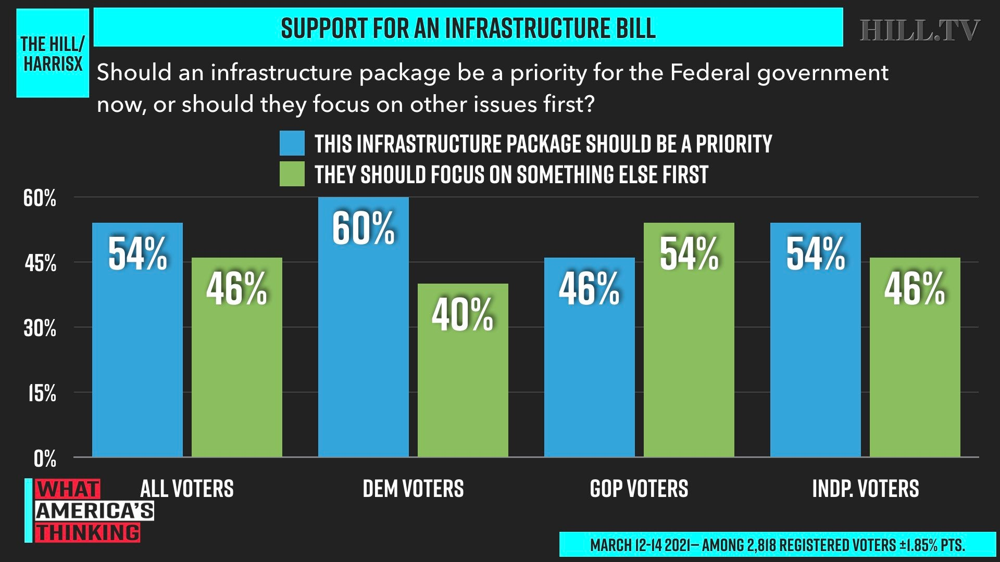 THE HILL/
HARRISX
SUPPORT FOR AN INFRASTRUCTURE BILL
HILL.TV
Should an infrastructure package be a priority for the Federal government
now, or should they focus on other issues first?
THIS INFRASTRUCTURE PACKAGE SHOULD BE A PRIORITY
THEY SHOULD FOCUS ON SOMETHING ELSE FIRST
60%
45%
30%
15%
0%
54%
46%
60%
40%
46%
54%
54%
46%
ALL VOTERS
DEM VOTERS
GOP VOTERS
INDP. VOTERS
WHAT
AMERICA'S
THINKING
MARCH 12-14 2021– AMONG 2,818 REGISTERED VOTERS ±1.85% PTS.